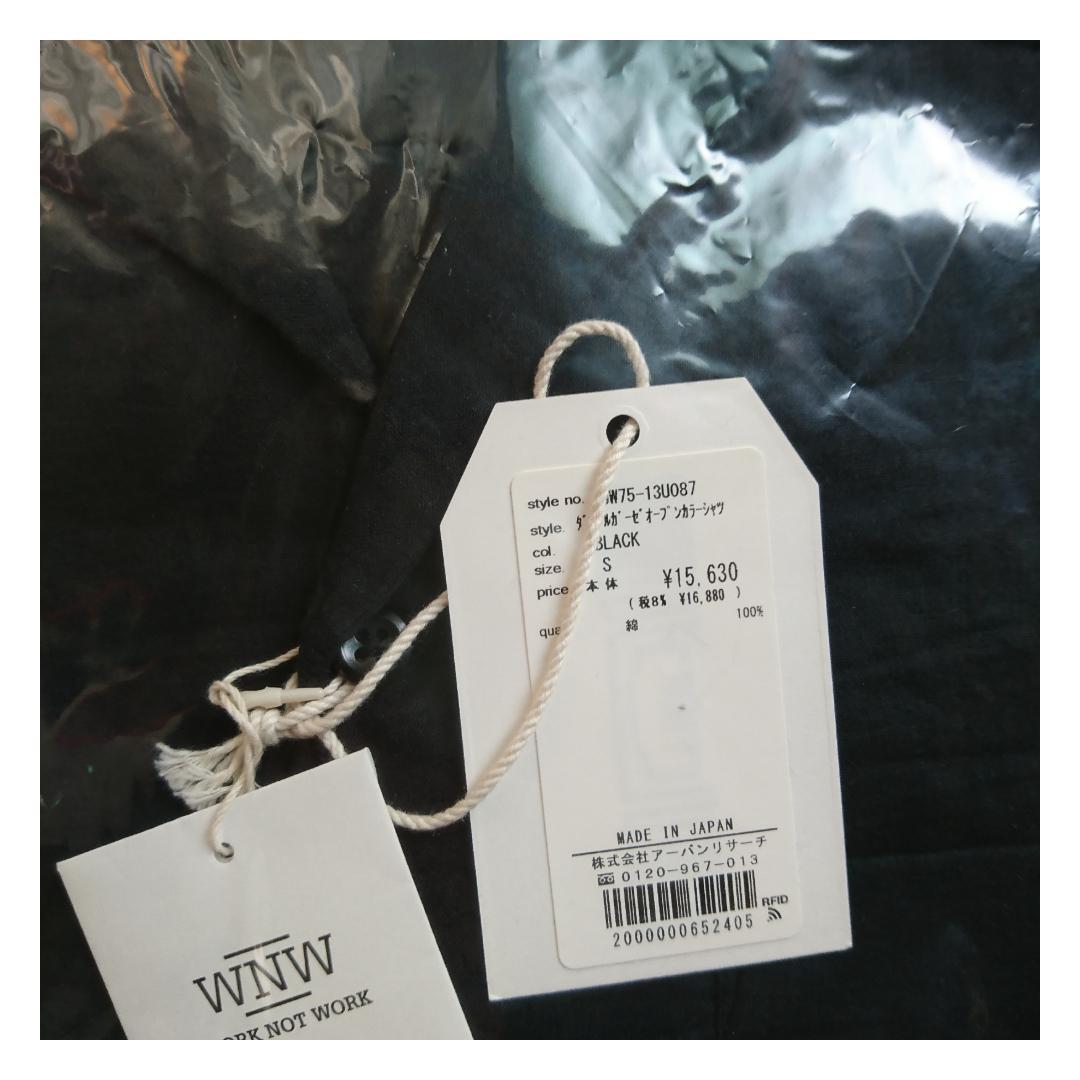 style no. W75-13U087
style. ﾀﾞﾌﾞﾙｶﾞｰｾﾞｵｰﾌﾟﾝｶﾗｰｼｬﾂ
col. BLACK
size. S
price. 本体 ¥15,630
(税8% ¥16,880 )
qua 綿 100%
MADE IN JAPAN
株式会社アーバンリサーチ
0120-967-013
RFID
2000000652405
WNW
ORK NOT WORK